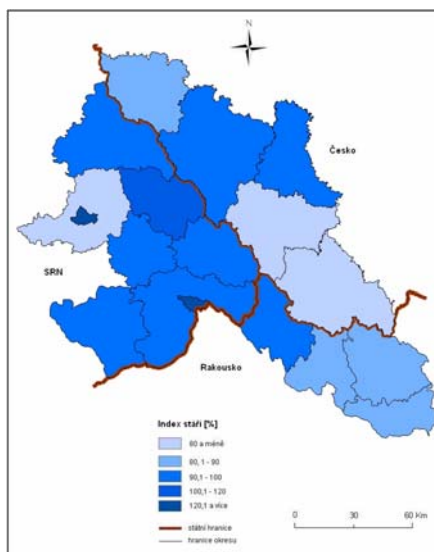 N
Česko
SRN
Rakousko
Index stáří [%]
80 a méně
80, 1 - 90
90,1 - 100
100,1 - 120
120,1 a více
státní hranice
hranice okresu
0 30 60 Km